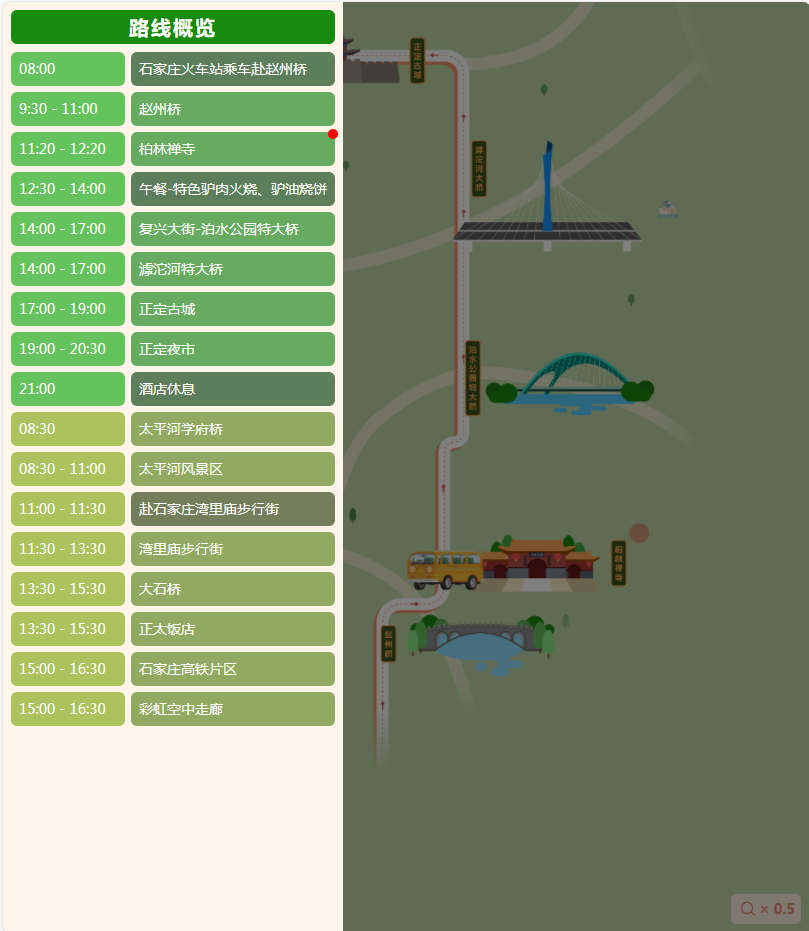 路线概览
08:00 石家庄火车站乘车赴赵州桥
9:30 - 11:00 赵州桥
11:20 - 12:20 柏林禅寺
12:30 - 14:00 午餐-特色驴肉火烧、驴油烧饼
14:00 - 17:00 复兴大街-泊水公园特大桥
14:00 - 17:00 滹沱河特大桥
17:00 - 19:00 正定古城
19:00 - 20:30 正定夜市
21:00 酒店休息
08:30 太平河学府桥
08:30 - 11:00 太平河风景区
11:00 - 11:30 赴石家庄湾里庙步行街
11:30 - 13:30 湾里庙步行街
13:30 - 15:30 大石桥
13:30 - 15:30 正太饭店
15:00 - 16:30 石家庄高铁片区
15:00 - 16:30 彩虹空中走廊
正定古城
滹沱河大桥
泊水公园特大桥
柏林禅寺
赵州桥
× 0.5